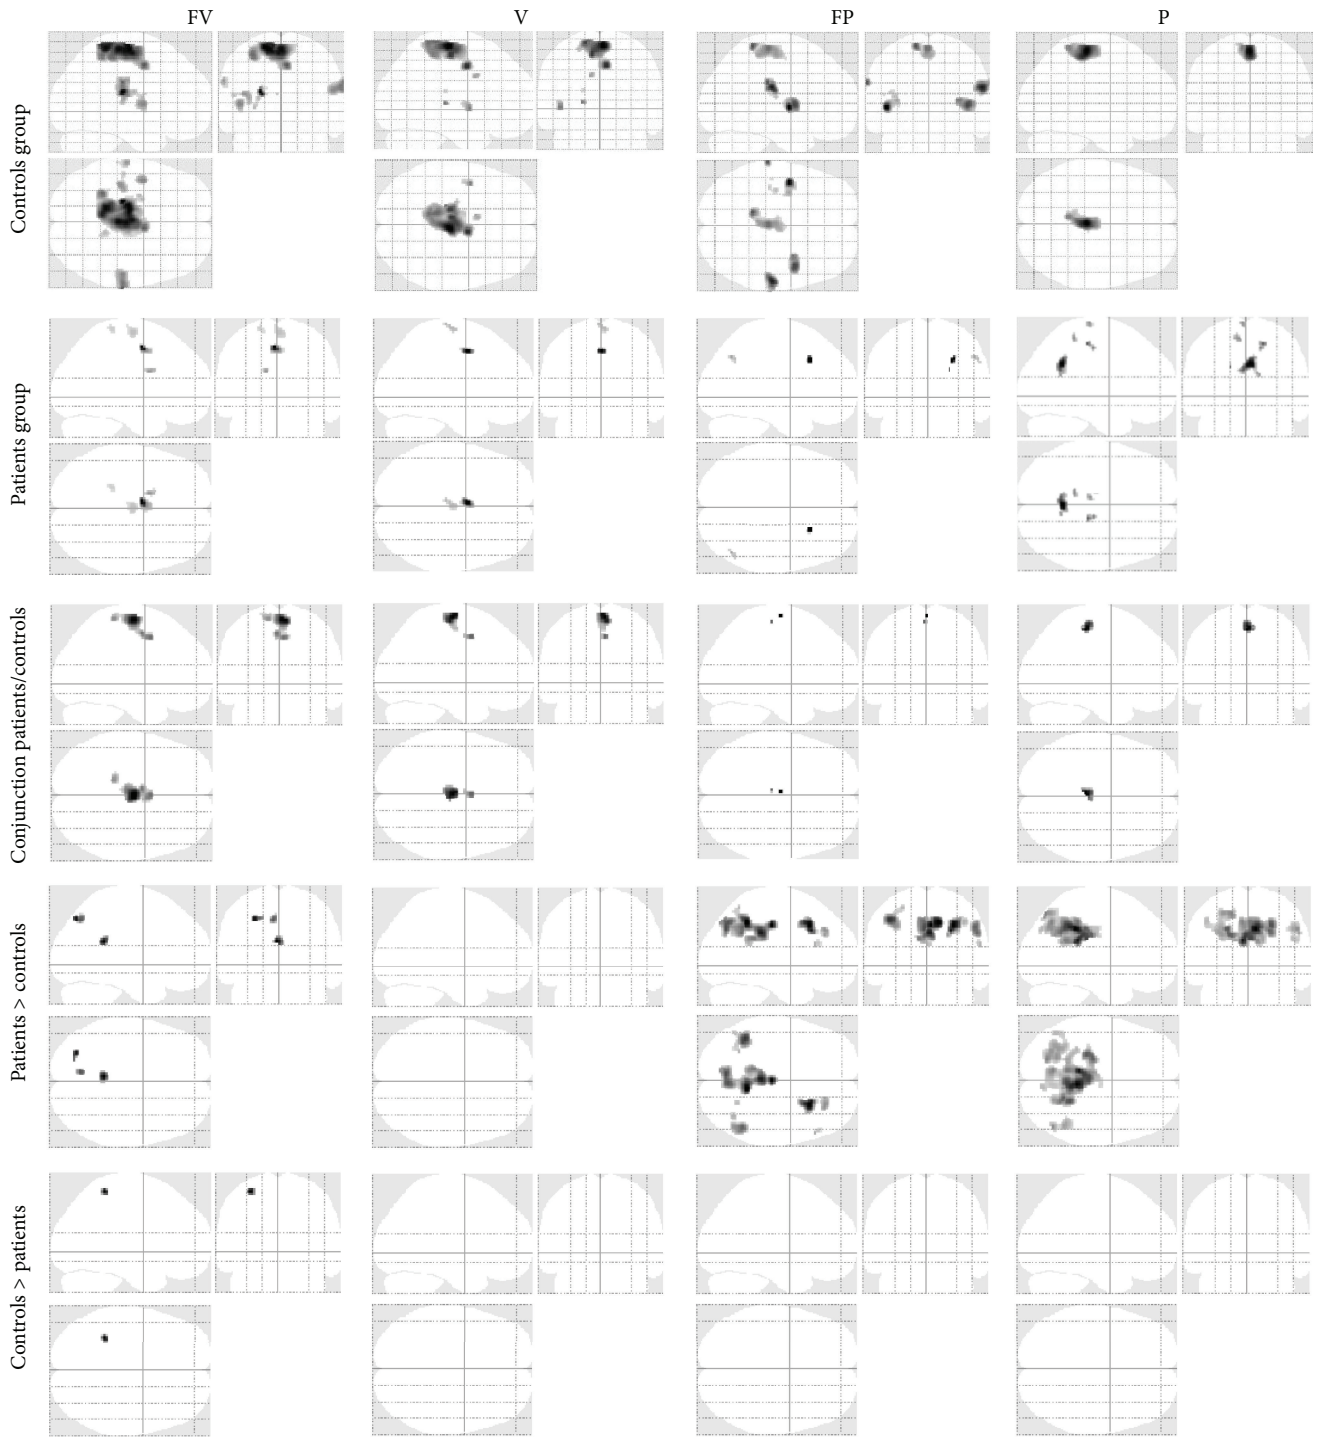 FV V FP P
Controls group
Patients group
Conjunction patients/controls
Patients > controls
Controls > patients